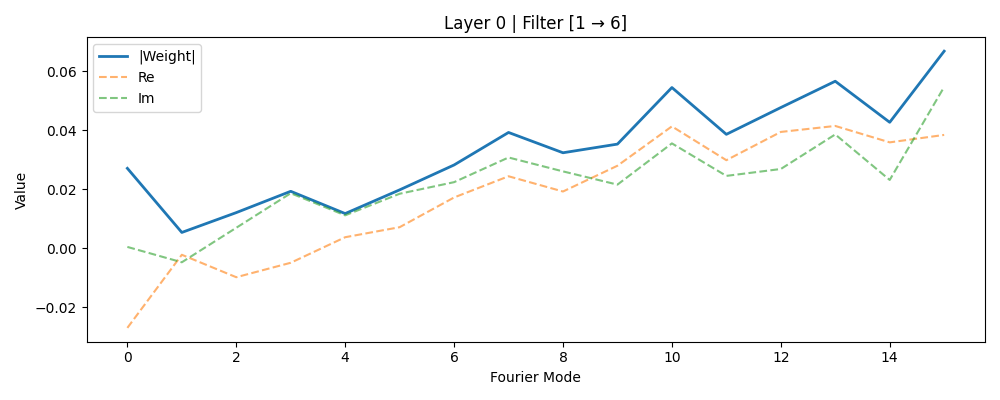 Layer 0 | Filter [1 → 6]
|Weight|
Re
Im
0.06
0.04
0.02
0.00
−0.02
Value
0 2 4 6 8 10 12 14
Fourier Mode